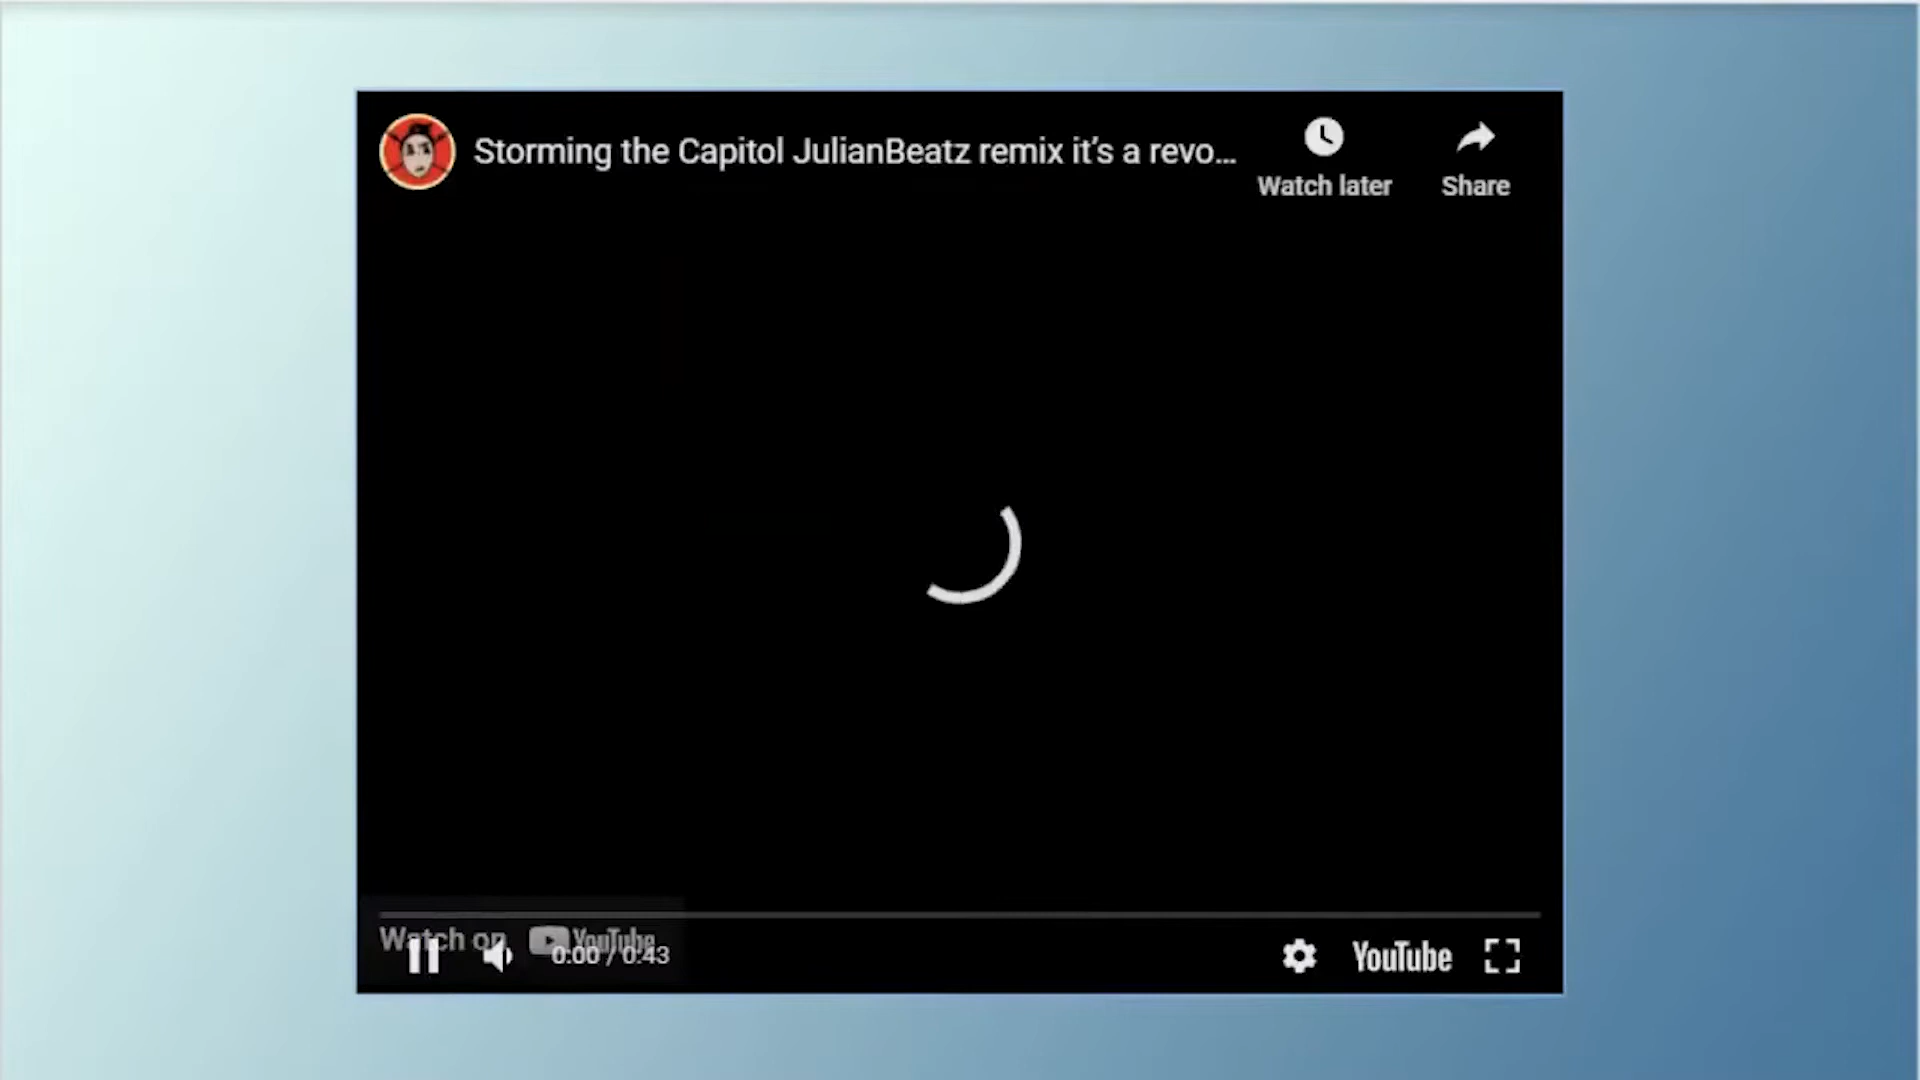 Storming the Capitol JulianBeatz remix it's a revo...
Watch later
Share
Watch on YouTube
0:00 / 0:43
YouTube